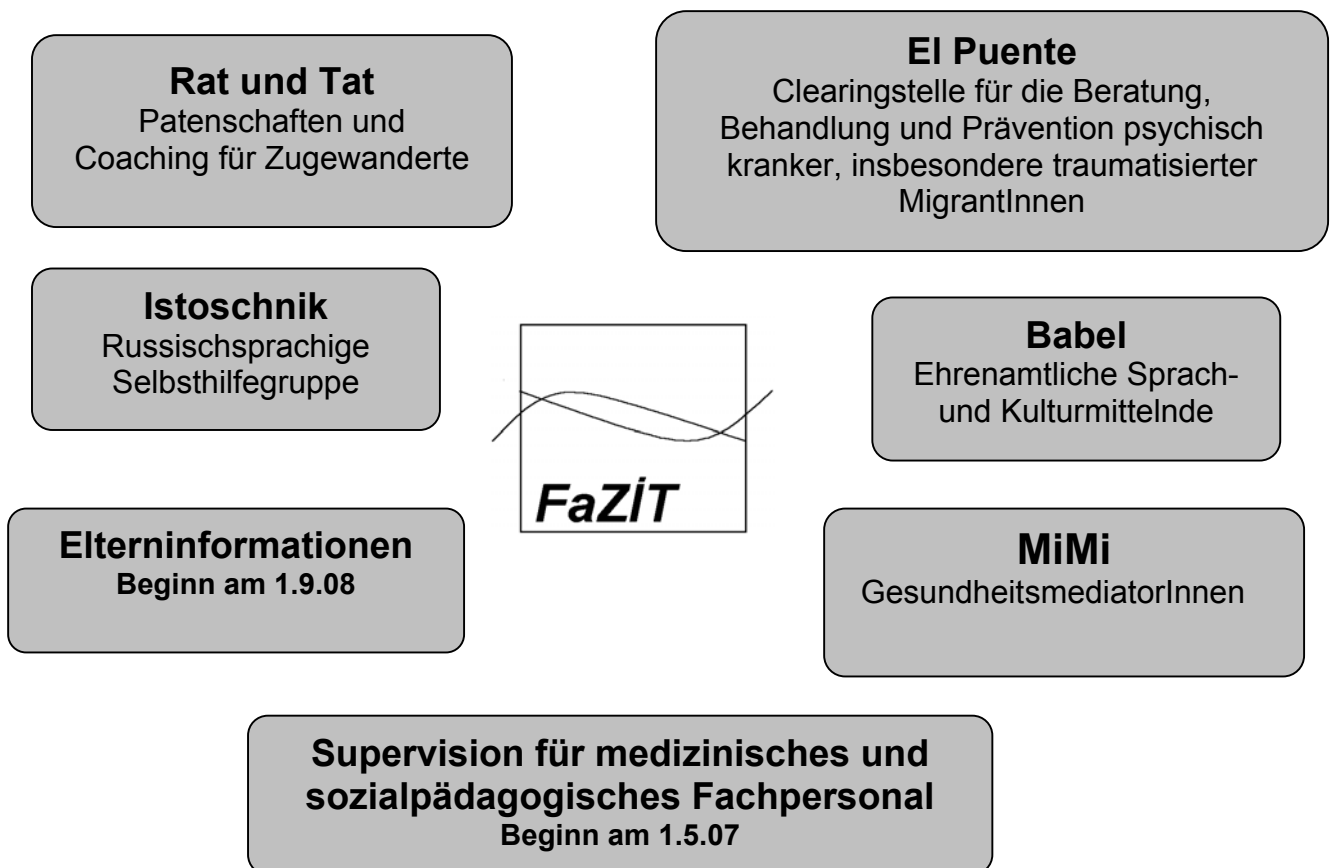 Rat und Tat
Patenschaften und
Coaching für Zugewanderte
El Puente
Clearingstelle für die Beratung,
Behandlung und Prävention psychisch
kranker, insbesondere traumatisierter
MigrantInnen
Istoschnik
Russischsprachige
Selbsthilfegruppe
FaZİT
Babel
Ehrenamtliche Sprach-
und Kulturmittelnde
Elterninformationen
Beginn am 1.9.08
MiMi
GesundheitsmediatorInnen
Supervision für medizinisches und
sozialpädagogisches Fachpersonal
Beginn am 1.5.07